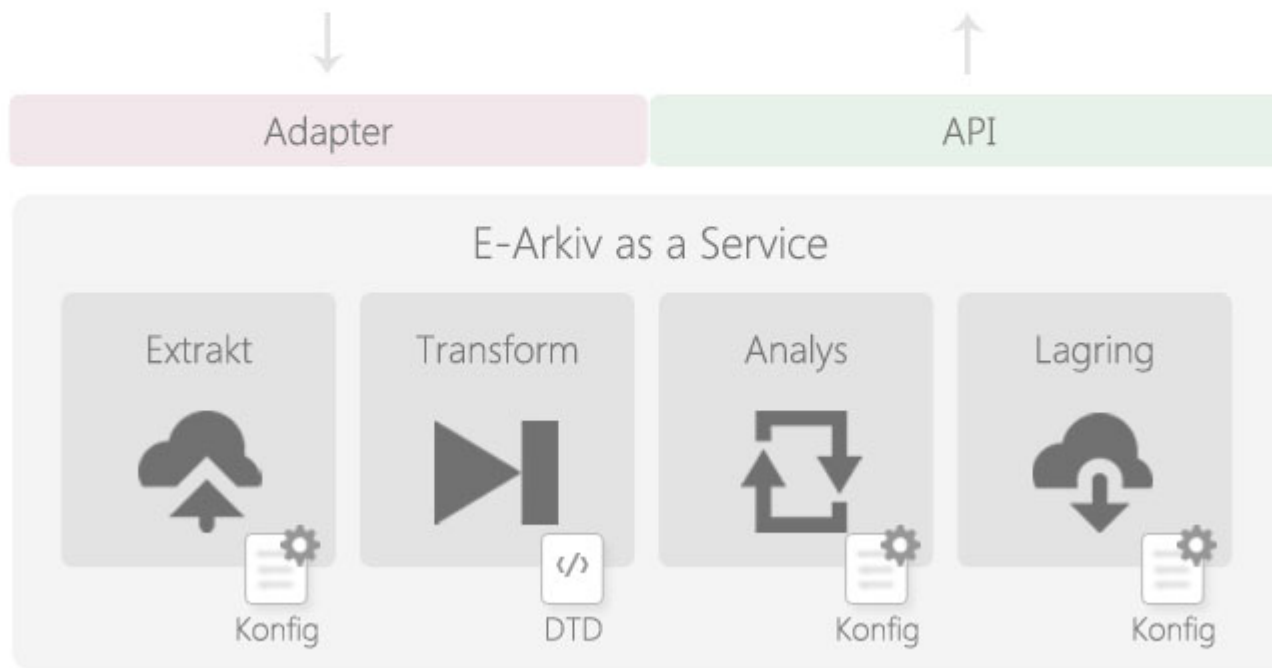 Adapter
API
E-Arkiv as a Service
Extrakt
Transform
Analys
Lagring
</>
Konfig
DTD
Konfig
Konfig